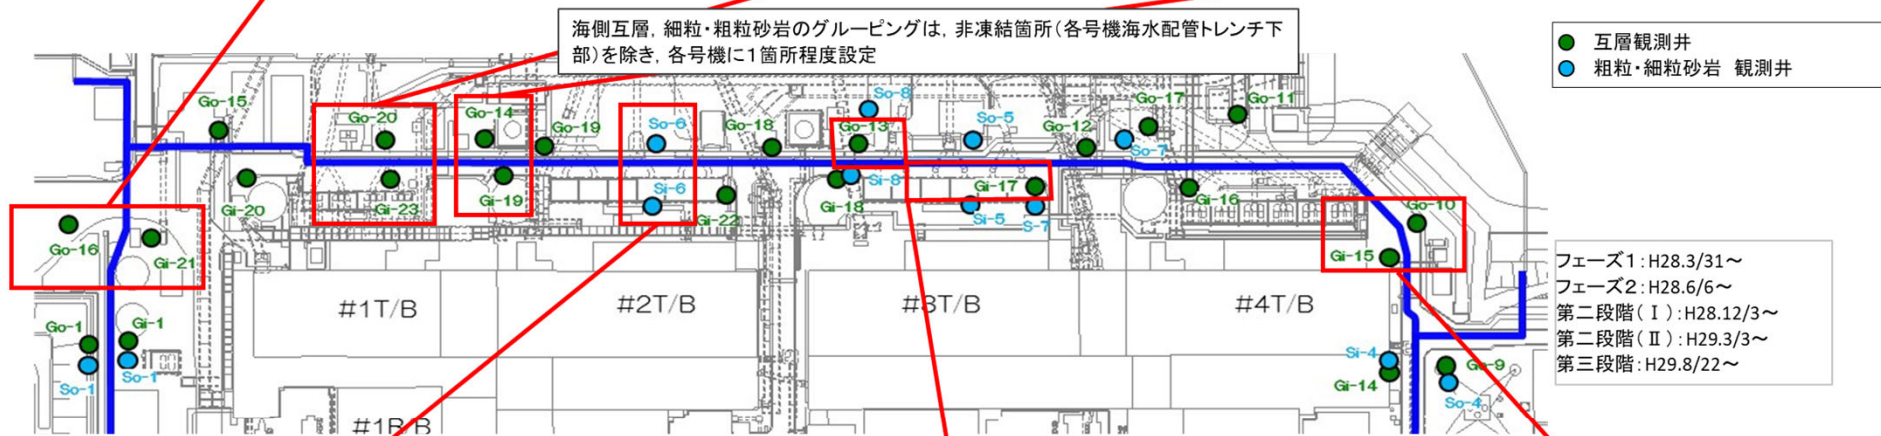 海側互層，細粒・粗粒砂岩のグルーピングは，非凍結箇所（各号機海水配管トレンチ下
部）を除き，各号機に１箇所程度設定
互層観測井
粗粒・細粒砂岒　観測井
Go-15
Go-20
Go-14
Go-19
So-6
Go-18
So-8
Go-13
So-5
Go-12
Go-17
So-7
Go-11
Gi-20
Gi-23
Gi-19
Si-6
Gi-22
Gi-18
Si-8
Gi-17
Si-5
S-7
Gi-16
Go-10
Gi-15
Go-16
Gi-21
フェーズ１：H28.3/31～
フェーズ２：H28.6/6～
第二段階（Ⅰ）：H28.12/3～
第二段階（Ⅱ）：H29.3/3～
第三段階：H29.8/22～
#1T/B
#2T/B
#3T/B
#4T/B
Go-1
Gi-1
So-1
So-1
Si-4
Gi-14
Go-9
So-4
#1R/B